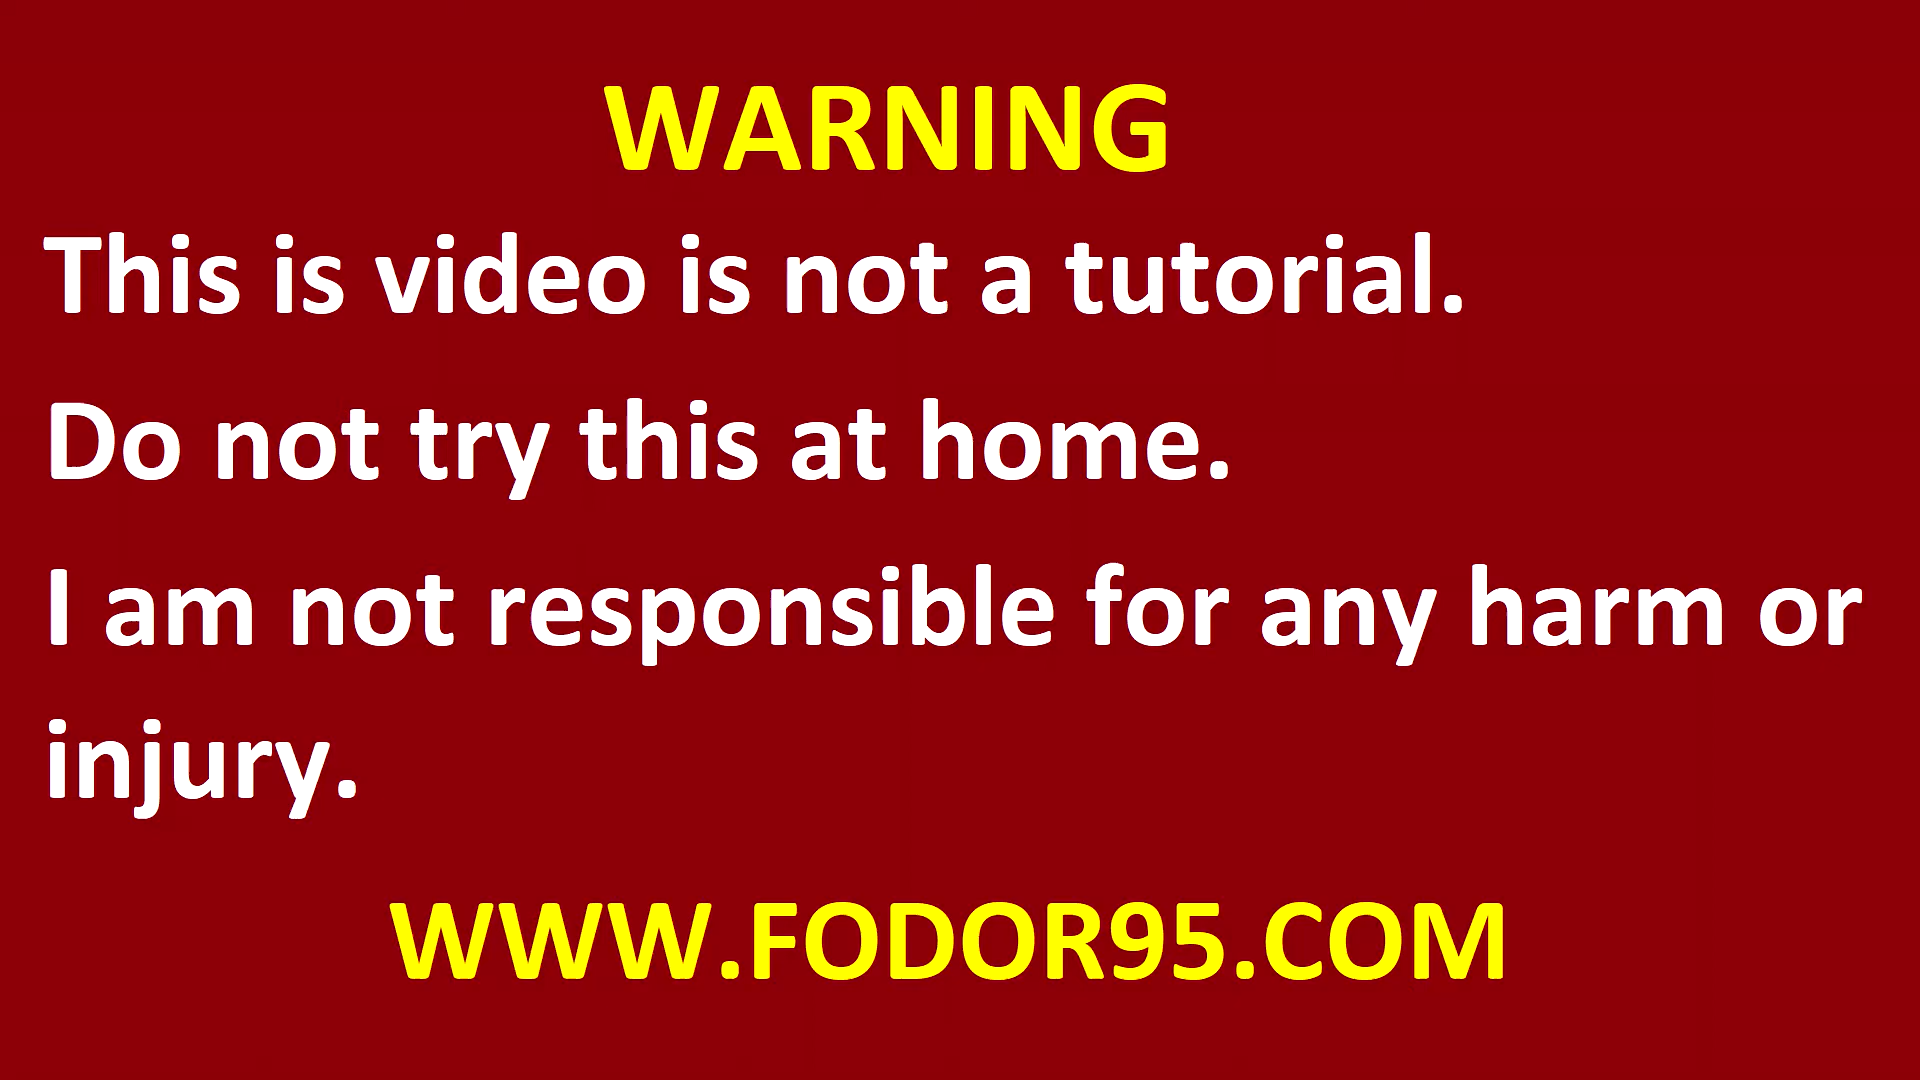 WARNING
This is video is not a tutorial.
Do not try this at home.
I am not responsible for any harm or
injury.
WWW.FODOR95.COM